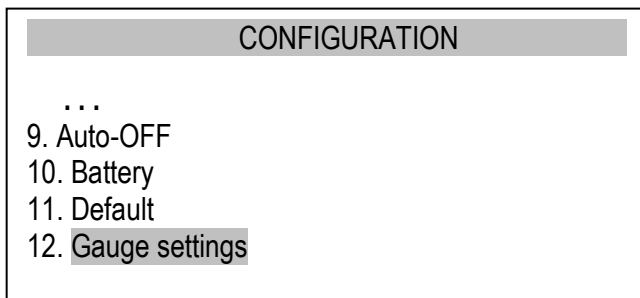 CONFIGURATION
...
9. Auto-OFF
10. Battery
11. Default
12. Gauge settings